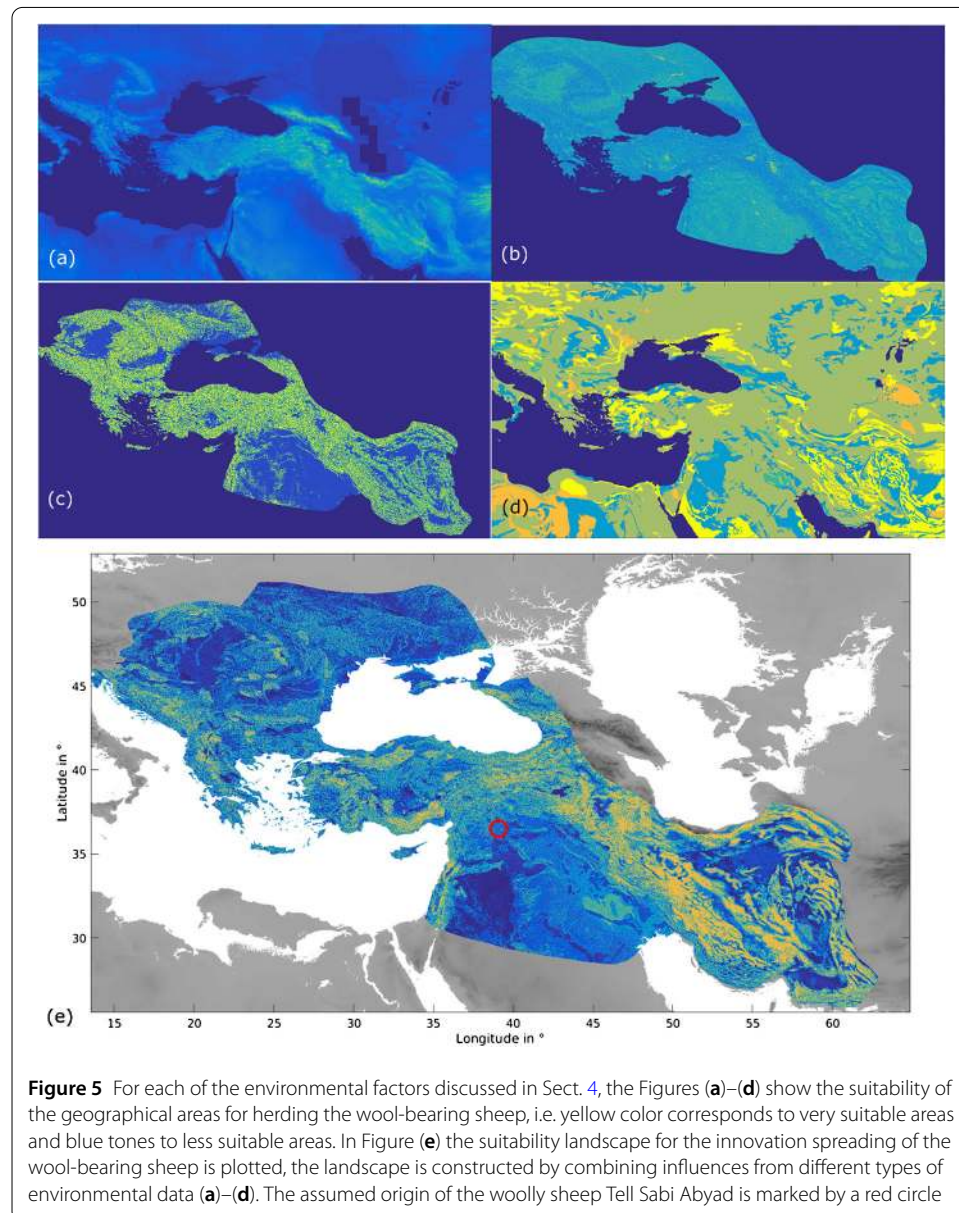 (a)
(b)
(c)
(d)
50
45
40
35
30
Latitude in °
(e)
15 20 25 30 35 40 45 50 55 60
Longitude in °
Figure 5 For each of the environmental factors discussed in Sect. 4, the Figures (a)–(d) show the suitability of
the geographical areas for herding the wool-bearing sheep, i.e. yellow color corresponds to very suitable areas
and blue tones to less suitable areas. In Figure (e) the suitability landscape for the innovation spreading of the
wool-bearing sheep is plotted, the landscape is constructed by combining influences from different types of
environmental data (a)–(d). The assumed origin of the woolly sheep Tell Sabi Abyad is marked by a red circle